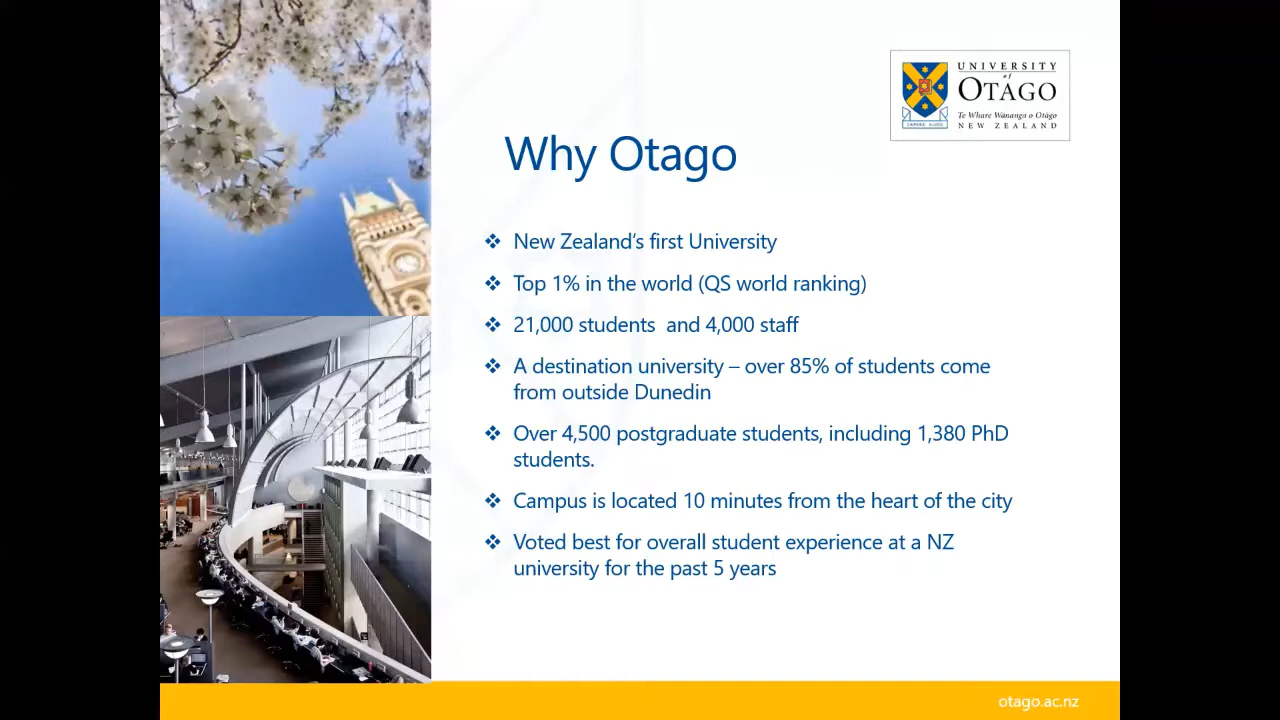 UNIVERSITY
of
OTAGO
Te Whare Wānanga o Otāgo
NEW ZEALAND
SAPERE AUDE
Why Otago
❖ New Zealand's first University
❖ Top 1% in the world (QS world ranking)
❖ 21,000 students  and 4,000 staff
❖ A destination university – over 85% of students come
from outside Dunedin
❖ Over 4,500 postgraduate students, including 1,380 PhD
students.
❖ Campus is located 10 minutes from the heart of the city
❖ Voted best for overall student experience at a NZ
university for the past 5 years
otago.ac.nz